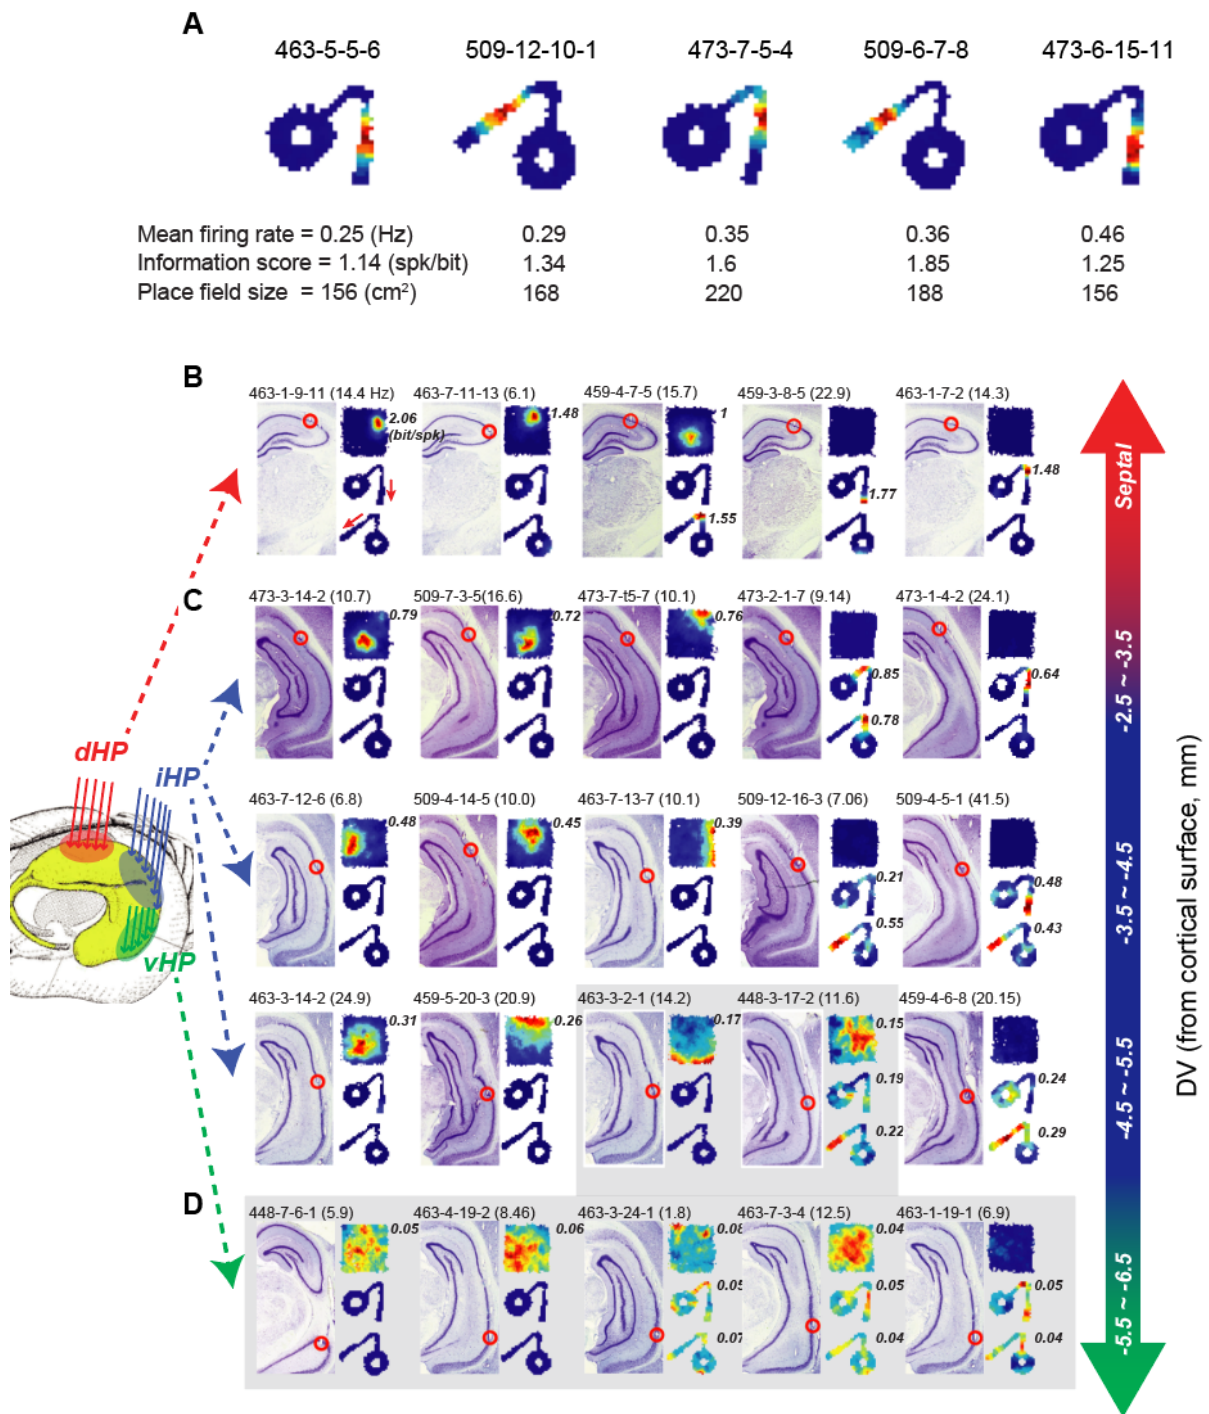 A
463-5-5-6 509-12-10-1 473-7-5-4 509-6-7-8 473-6-15-11
Mean firing rate = 0.25 (Hz) 0.29 0.35 0.36 0.46
Information score = 1.14 (spk/bit) 1.34 1.6 1.85 1.25
Place field size = 156 (cm²) 168 220 188 156
B
463-1-9-11 (14.4 Hz) 463-7-11-13 (6.1) 459-4-7-5 (15.7) 459-3-8-5 (22.9) 463-1-7-2 (14.3)
2.06 1.48 1
(bit/spk)
1.48
1.77
1.55
C
473-3-14-2 (10.7) 509-7-3-5(16.6) 473-7-t5-7 (10.1) 473-2-1-7 (9.14) 473-1-4-2 (24.1)
0.79 0.72 0.76
0.85 0.64
0.78
dHP
iHP
vHP
463-7-12-6 (6.8) 509-4-14-5 (10.0) 463-7-13-7 (10.1) 509-12-16-3 (7.06) 509-4-5-1 (41.5)
0.48 0.45 0.39
0.21 0.48
0.55 0.43
463-3-14-2 (24.9) 459-5-20-3 (20.9) 463-3-2-1 (14.2) 448-3-17-2 (11.6) 459-4-6-8 (20.15)
0.31 0.26 0.17 0.15
0.19 0.24
0.22 0.29
D
448-7-6-1 (5.9) 463-4-19-2 (8.46) 463-3-24-1 (1.8) 463-7-3-4 (12.5) 463-1-19-1 (6.9)
0.05 0.06 0.08 0.04
0.05 0.05 0.05
0.07 0.04 0.04
Septal
-2.5 ~ -3.5
-3.5 ~ -4.5
-4.5 ~ -5.5
-5.5 ~ -6.5
DV (from cortical surface, mm)